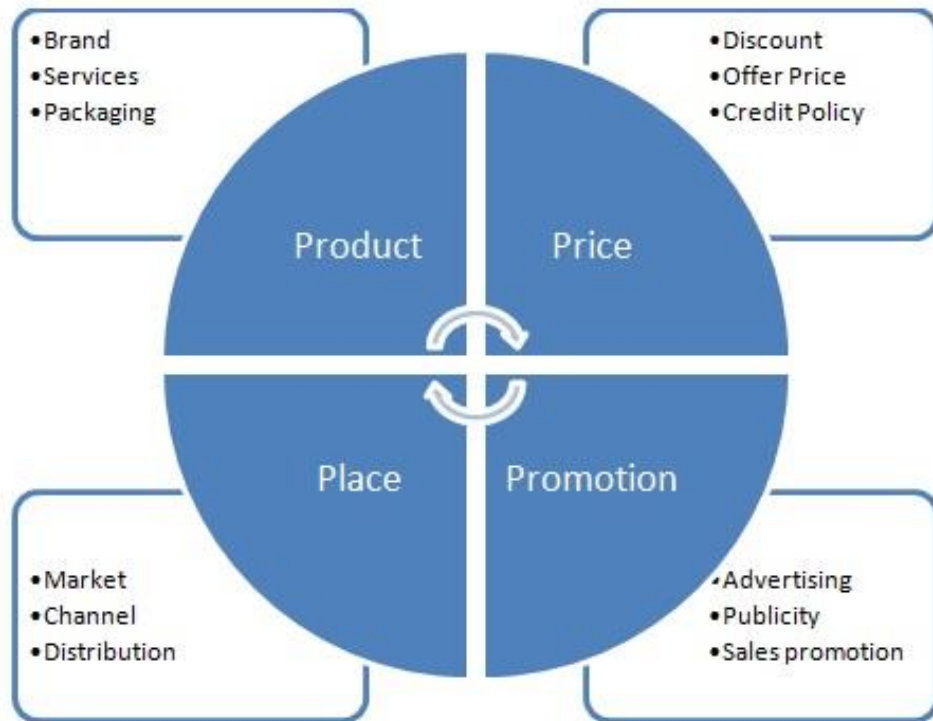 •Brand
•Services
•Packaging
•Discount
•Offer Price
•Credit Policy
Product
Price
Place
Promotion
•Market
•Channel
•Distribution
•Advertising
•Publicity
•Sales promotion